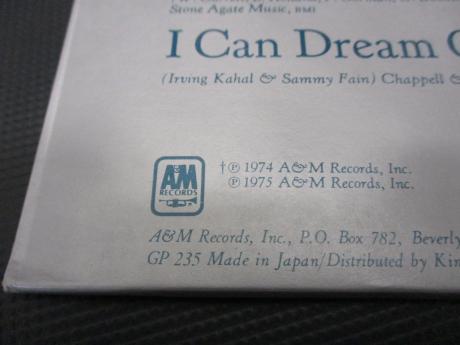 Stone Agate Music, BMI
I Can Dream
(Irving Kahal & Sammy Fain) Chappell &
A&M
RECORDS
†℗ 1974 A&M Records, Inc.
℗ 1975 A&M Records, Inc.
A&M Records, Inc., P.O. Box 782, Beverly
GP 235 Made in Japan/Distributed by Kin